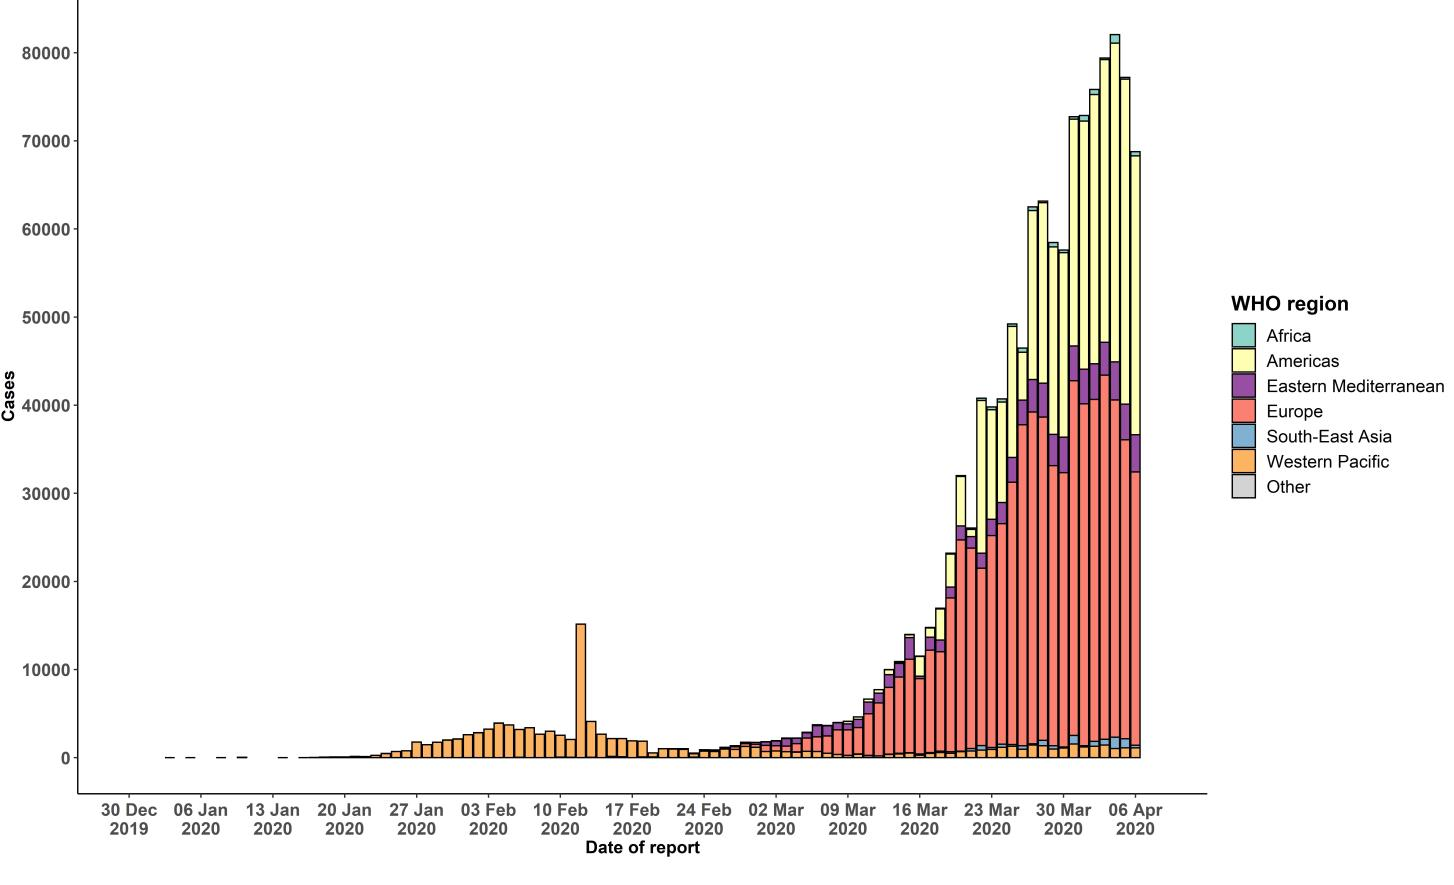 80000
70000
60000
50000
40000
30000
20000
10000
0
Cases
30 Dec 06 Jan 13 Jan 20 Jan 27 Jan 03 Feb 10 Feb 17 Feb 24 Feb 02 Mar 09 Mar 16 Mar 23 Mar 30 Mar 06 Apr
2019 2020 2020 2020 2020 2020 2020 2020 2020 2020 2020 2020 2020 2020 2020
Date of report
WHO region
Africa
Americas
Eastern Mediterranean
Europe
South-East Asia
Western Pacific
Other